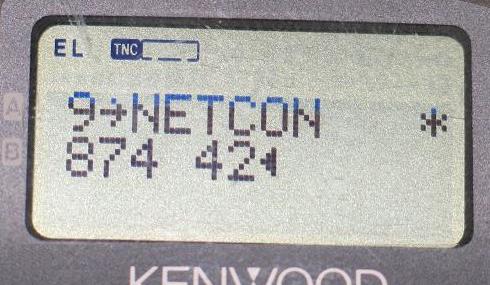 EL TNC
A 9→NETCON *
B 874 42◀
KENWOOD